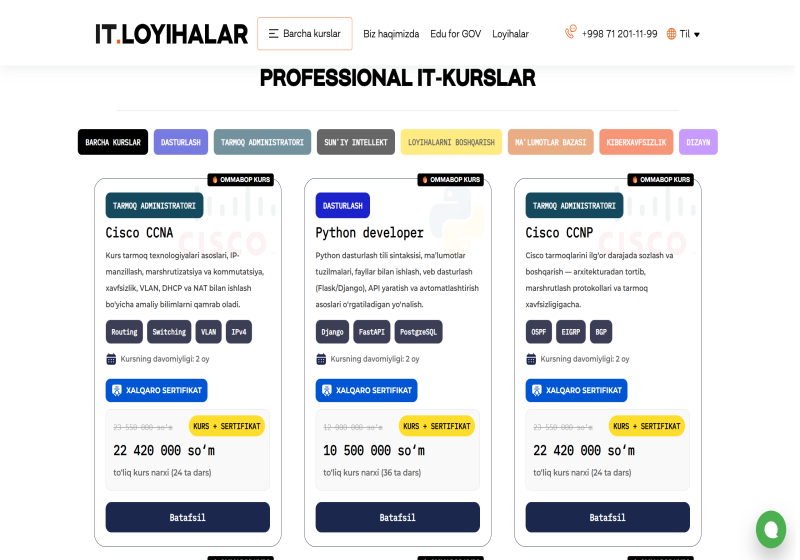 IT.LOYIHALAR
Barcha kurslar
Biz haqimizda
Edu for GOV
Loyihalar
+998 71 201-11-99
Til
PROFESSIONAL IT-KURSLAR
BARCHA KURSLAR
DASTURLASH
TARMOQ ADMINISTRATORI
SUN'IY INTELLEKT
LOYIHALARNI BOSHQARISH
MA'LUMOTLAR BAZASI
KIBERXAVFSIZLIK
DIZAYN
OMMABOP KURS
TARMOQ ADMINISTRATORI
CISCO
Cisco CCNA
Kurs tarmoq texnologiyalari asoslari, IP-
manzillash, marshrutizatsiya va kommutatsiya,
xavfsizlik, VLAN, DHCP va NAT bilan ishlash
bo'yicha amaliy bilimlarni qamrab oladi.
Routing
Switching
VLAN
IPv4
Kursning davomiyligi: 2 oy
XALQARO SERTIFIKAT
23 550 000 so'm
KURS + SERTIFIKAT
22 420 000 so‘m
to'liq kurs narxi (24 ta dars)
Batafsil
OMMABOP KURS
DASTURLASH
Python developer
Python dasturlash tili sintaksisi, ma'lumotlar
tuzilmalari, fayllar bilan ishlash, veb dasturlash
(Flask/Django), API yaratish va avtomatlashtirish
asoslari o'rgatiladigan yo'nalish.
Django
FastAPI
PostgreSQL
Kursning davomiyligi: 2 oy
XALQARO SERTIFIKAT
12 000 000 so'm
KURS + SERTIFIKAT
10 500 000 so‘m
to'liq kurs narxi (36 ta dars)
Batafsil
OMMABOP KURS
TARMOQ ADMINISTRATORI
CISCO
Cisco CCNP
Cisco tarmoqlarini ilg'or darajada sozlash va
boshqarish — arxitekturadan tortib,
marshrutlash protokollari va tarmoq
xavfsizligigacha.
OSPF
EIGRP
BGP
Kursning davomiyligi: 2 oy
XALQARO SERTIFIKAT
23 550 000 so'm
KURS + SERTIFIKAT
22 420 000 so‘m
to'liq kurs narxi (24 ta dars)
Batafsil